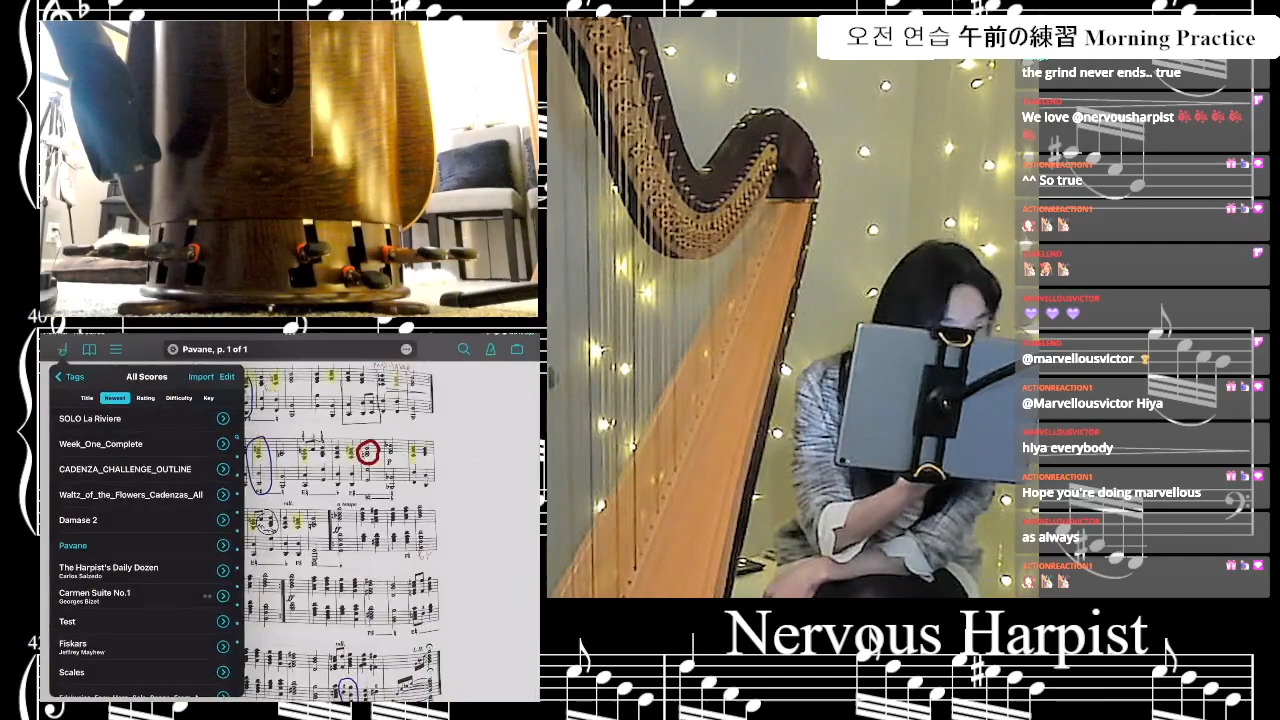 오전 연습 午前の練習 Morning Practice
the grind never ends.. true
We love @nervousharpist
ACTIONREACTION1
^^ So true
ACTIONREACTION1
MARVELLOUSVICTOR
@marvellousvictor
ACTIONREACTION1
@Marvellousvictor Hiya
MARVELLOUSVICTOR
hiya everybody
ACTIONREACTION1
Hope you're doing marvellous
MARVELLOUSVICTOR
as always
ACTIONREACTION1
Pavane, p. 1 of 1
Tags
All Scores
Import Edit
Title Newest Rating Difficulty Key
SOLO La Riviere
Week_One_Complete
CADENZA_CHALLENGE_OUTLINE
Waltz_of_the_Flowers_Cadenzas_All
Damase 2
Pavane
The Harpist's Daily Dozen
Carlos Salzedo
Carmen Suite No.1
Georges Bizet
Test
Fiskars
Jeffrey Mayhew
Scales
Nervous Harpist